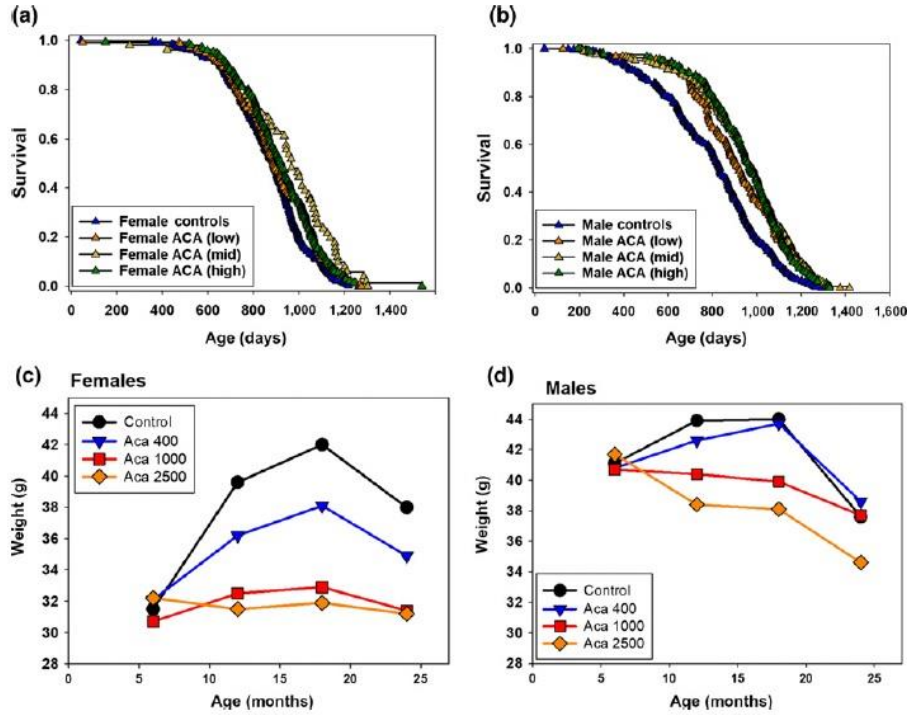 (a)
1.0
0.8
0.6
0.4
0.2
0.0
Survival
Female controls
Female ACA (low)
Female ACA (mid)
Female ACA (high)
0 200 400 600 800 1,000 1,200 1,400
Age (days)
(b)
1.0
0.8
0.6
0.4
0.2
0.0
Survival
Male controls
Male ACA (low)
Male ACA (mid)
Male ACA (high)
0 200 400 600 800 1,000 1,200 1,400 1,600
Age (days)
(c) Females
44
42
40
38
36
34
32
30
28
Weight (g)
Control
Aca 400
Aca 1000
Aca 2500
0 5 10 15 20 25
Age (months)
(d) Males
44
42
40
38
36
34
32
30
28
Weight (g)
Control
Aca 400
Aca 1000
Aca 2500
0 5 10 15 20 25
Age (months)